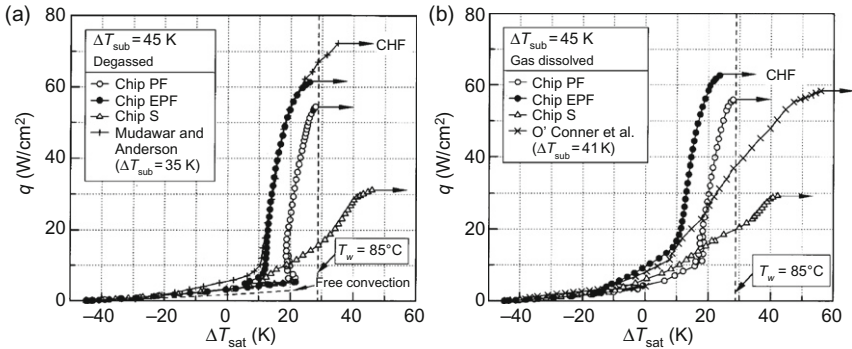 (a)
80
60
40
20
0
q (W/cm²)
−40
−20
0
20
40
60
ΔTsat (K)
ΔTsub = 45 K
Degassed
Chip PF
Chip EPF
Chip S
Mudawar and
Anderson
(ΔTsub = 35 K)
CHF
Tw = 85°C
Free convection
(b)
80
60
40
20
0
q (W/cm²)
−40
−20
0
20
40
60
ΔTsat (K)
ΔTsub = 45 K
Gas dissolved
Chip PF
Chip EPF
Chip S
O' Conner et al.
(ΔTsub = 41 K)
CHF
Tw = 85°C